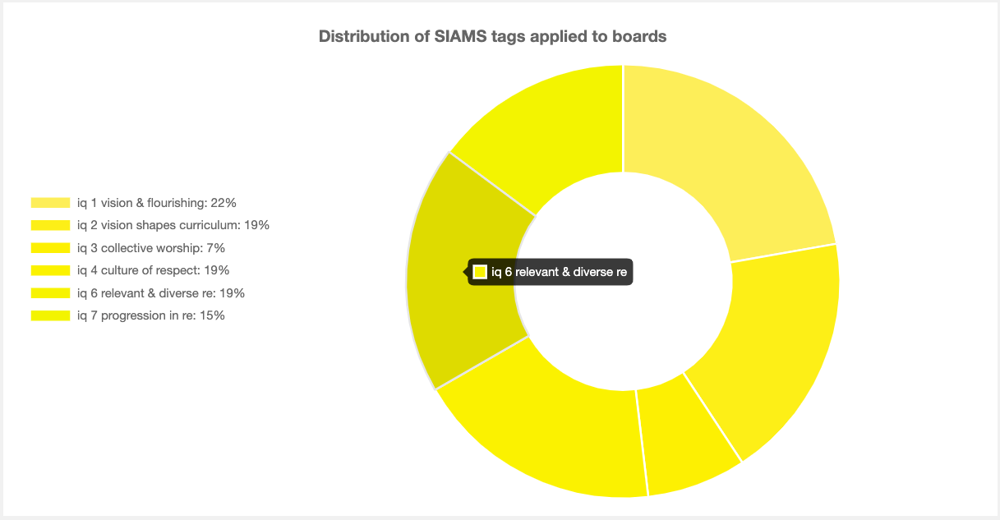 Distribution of SIAMS tags applied to boards
iq 1 vision & flourishing: 22%
iq 2 vision shapes curriculum: 19%
iq 3 collective worship: 7%
iq 4 culture of respect: 19%
iq 6 relevant & diverse re: 19%
iq 7 progression in re: 15%
iq 6 relevant & diverse re